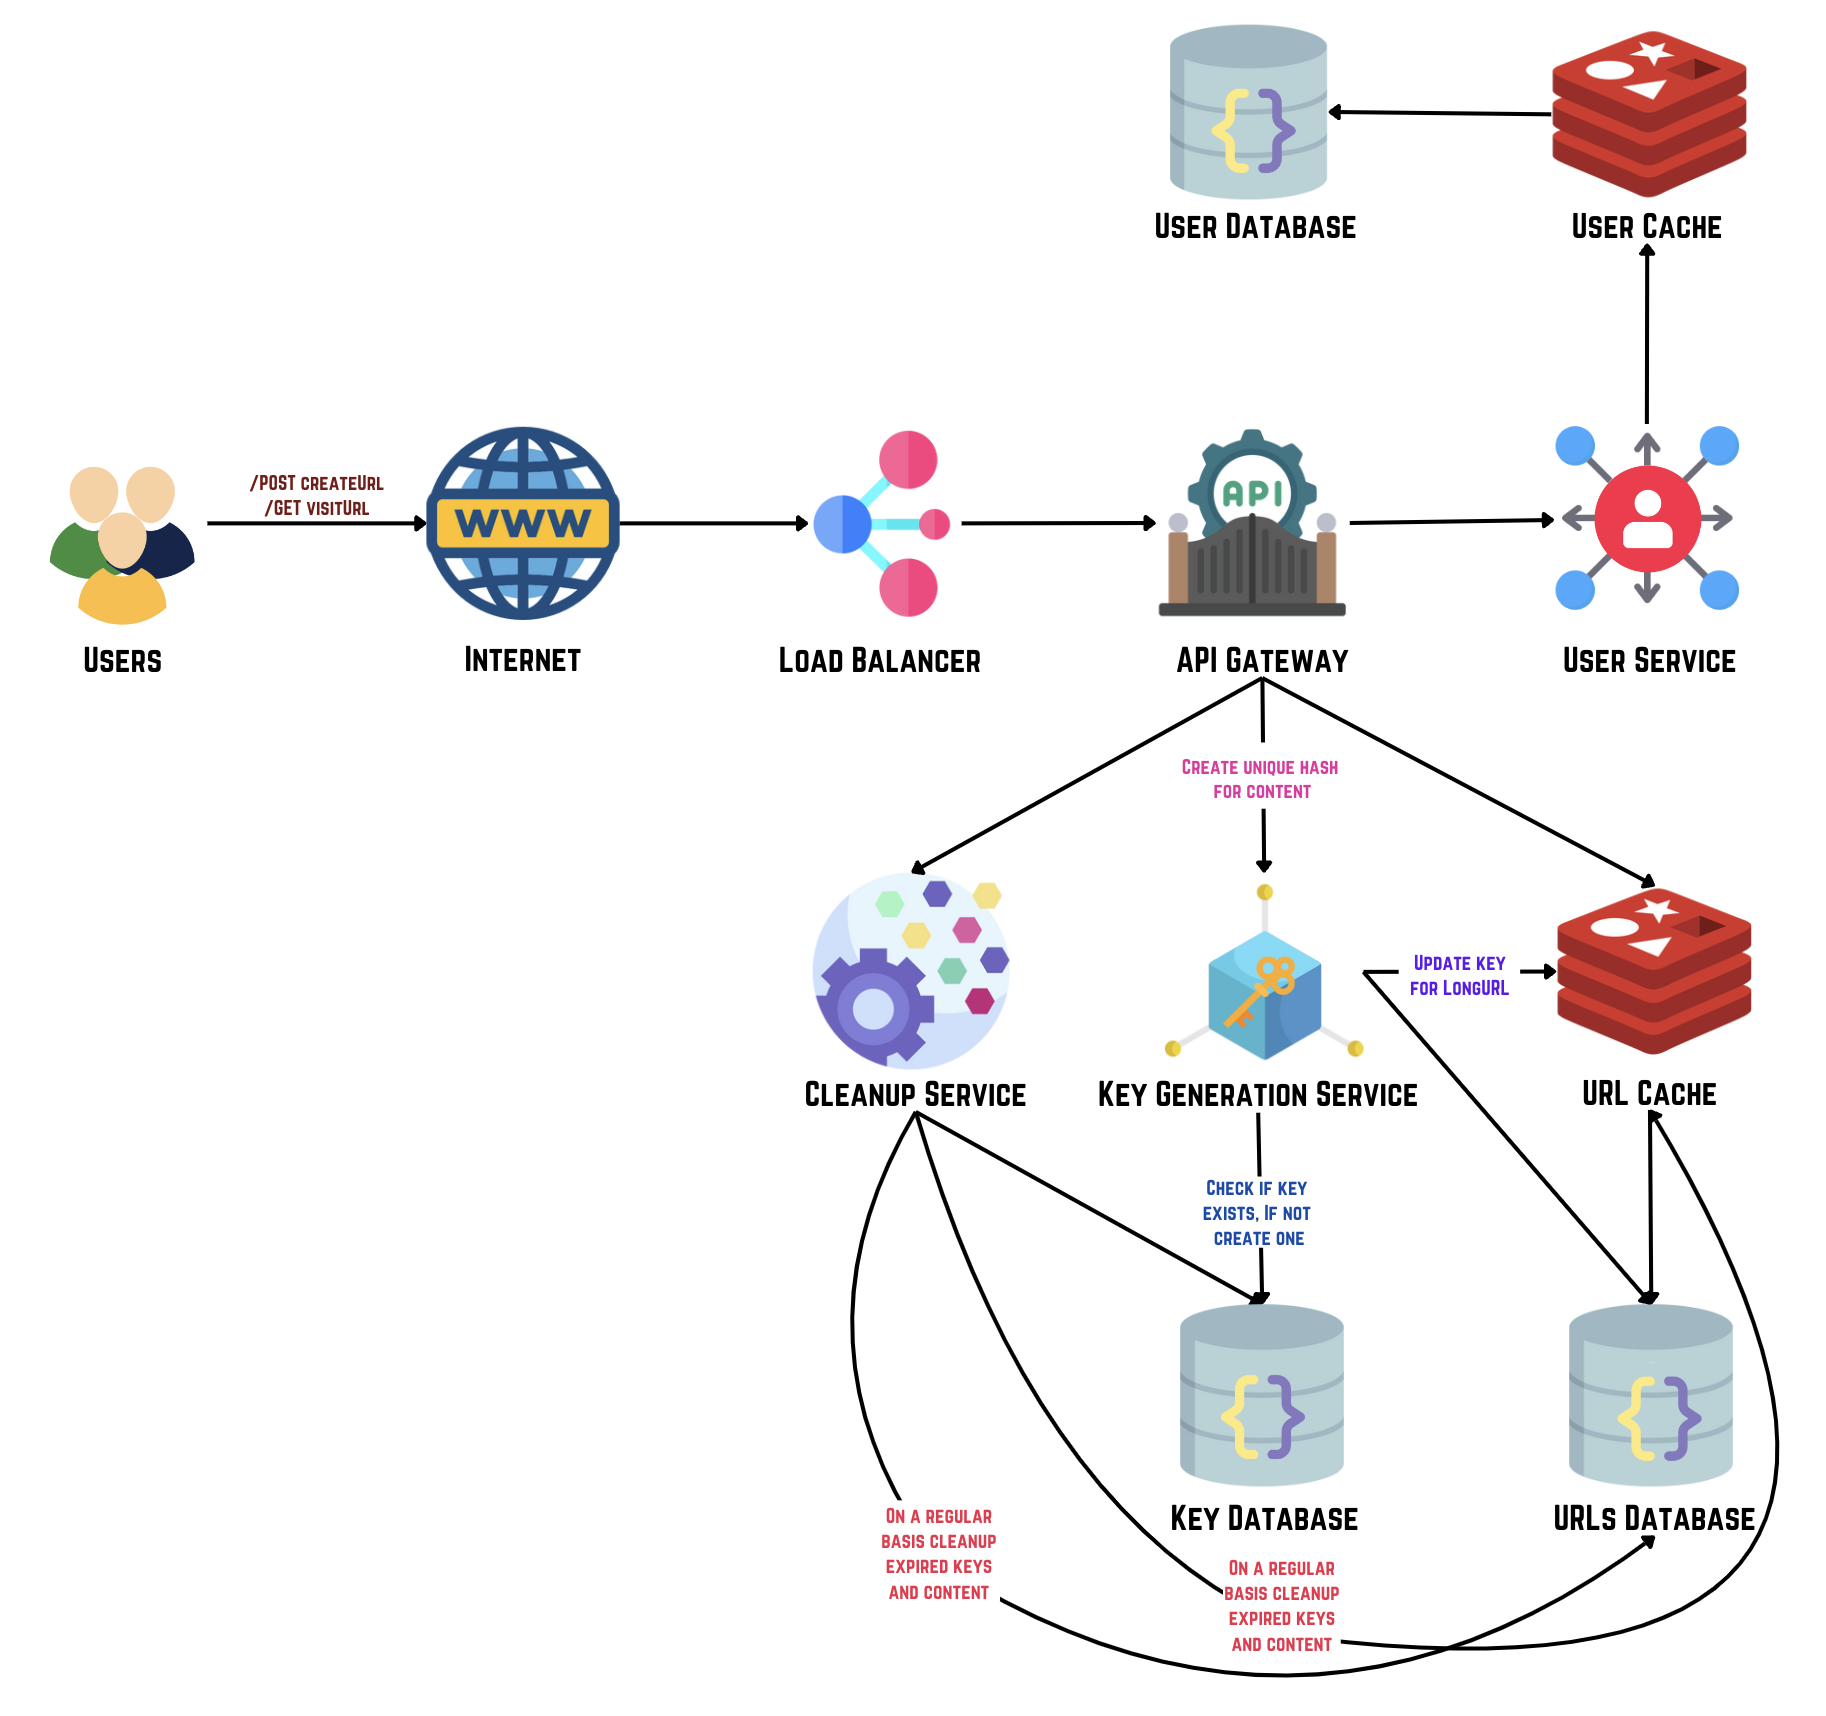 User Database
User Cache
/POST createUrl
/GET visitUrl
WWW
API
Users
Internet
Load Balancer
API Gateway
User Service
Create unique hash
for content
Update key
for LongURL
Cleanup Service
Key Generation Service
URL Cache
Check if key
exists, If not
create one
Key Database
URLs Database
On a regular
basis cleanup
expired keys
and content
On a regular
basis cleanup
expired keys
and content